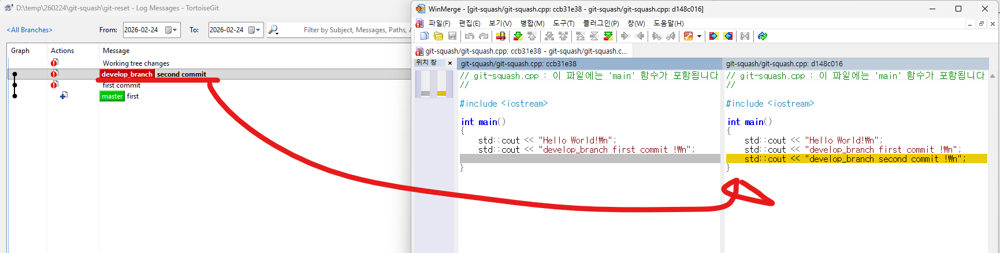 D:\temp\260224\git-squash\git-reset - Log Messages - TortoiseGit
<All Branches>
From: 2026-02-24
To: 2026-02-24
Filter by Subject, Messages, Paths,
Graph Actions Message
Working tree changes
develop_branch second commit
first commit
master first
WinMerge - [git-squash/git-squash.cpp: ccb31e38 - git-squash/git-squash.cpp: d148c016]
파일(F) 편집(E) 보기(V) 병합(M) 도구(T) 플러그인(P) 창(W) 도움말(H)
git-squash/git-squash.cpp: ccb31e38 - git-squash/git-squash.c...
위치 창
git-squash/git-squash.cpp: ccb31e38
// git-squash.cpp : 이 파일에는 'main' 함수가 포함됩니다
//
#include <iostream>
int main()
{
std::cout << "Hello World!₩n";
std::cout << "develop_branch first commit !₩n";
}
git-squash/git-squash.cpp: d148c016
// git-squash.cpp : 이 파일에는 'main' 함수가 포함됩니다
//
#include <iostream>
int main()
{
std::cout << "Hello World!₩n";
std::cout << "develop_branch first commit !₩n";
std::cout << "develop_branch second commit !₩n";
}